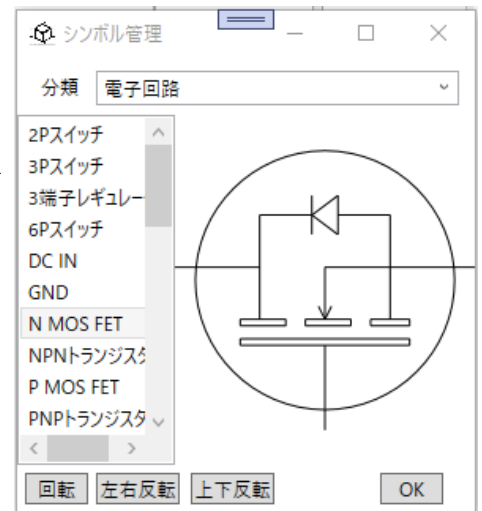 シンボル管理
分類 電子回路
2Pスイッチ
3Pスイッチ
3端子レギュレー
6Pスイッチ
DC IN
GND
N MOS FET
NPNトランジスタ
P MOS FET
PNPトランジスタ
回転 左右反転 上下反転 OK